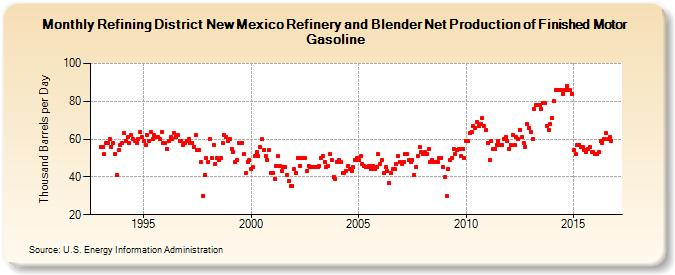 Monthly Refining District New Mexico Refinery and Blender Net Production of Finished Motor
Gasoline
Thousand Barrels per Day
100
80
60
40
20
1995
2000
2005
2010
2015
Source: U.S. Energy Information Administration